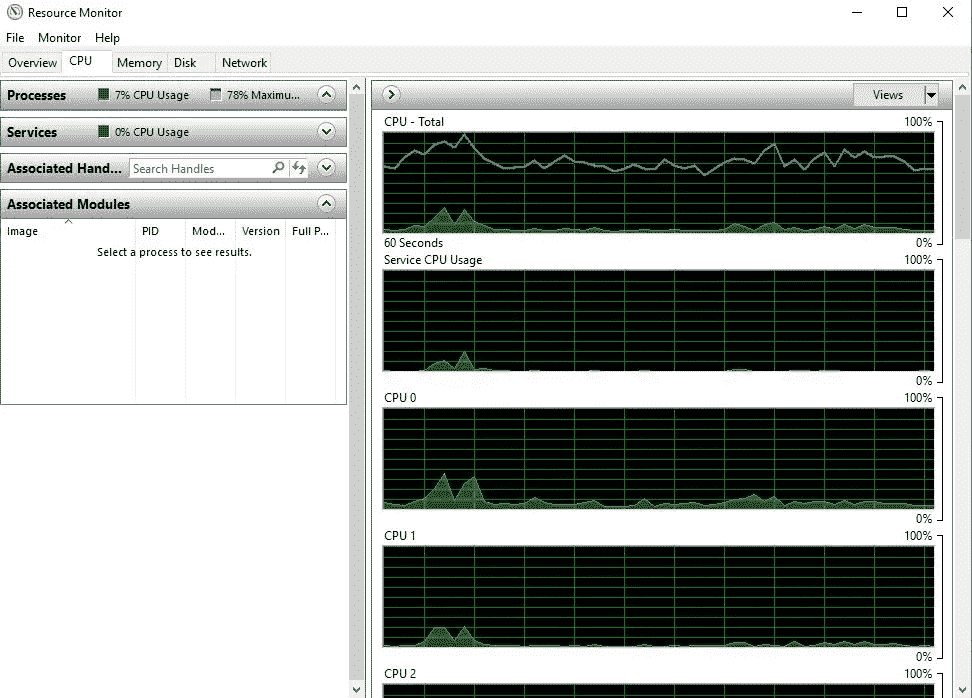 Resource Monitor
File Monitor Help
Overview CPU Memory Disk Network
Processes 7% CPU Usage 78% Maximu...
Services 0% CPU Usage
Associated Hand... Search Handles
Associated Modules
Image PID Mod... Version Full P...
Select a process to see results.
Views
CPU - Total 100%
60 Seconds 0%
Service CPU Usage 100%
0%
CPU 0 100%
0%
CPU 1 100%
0%
CPU 2 100%